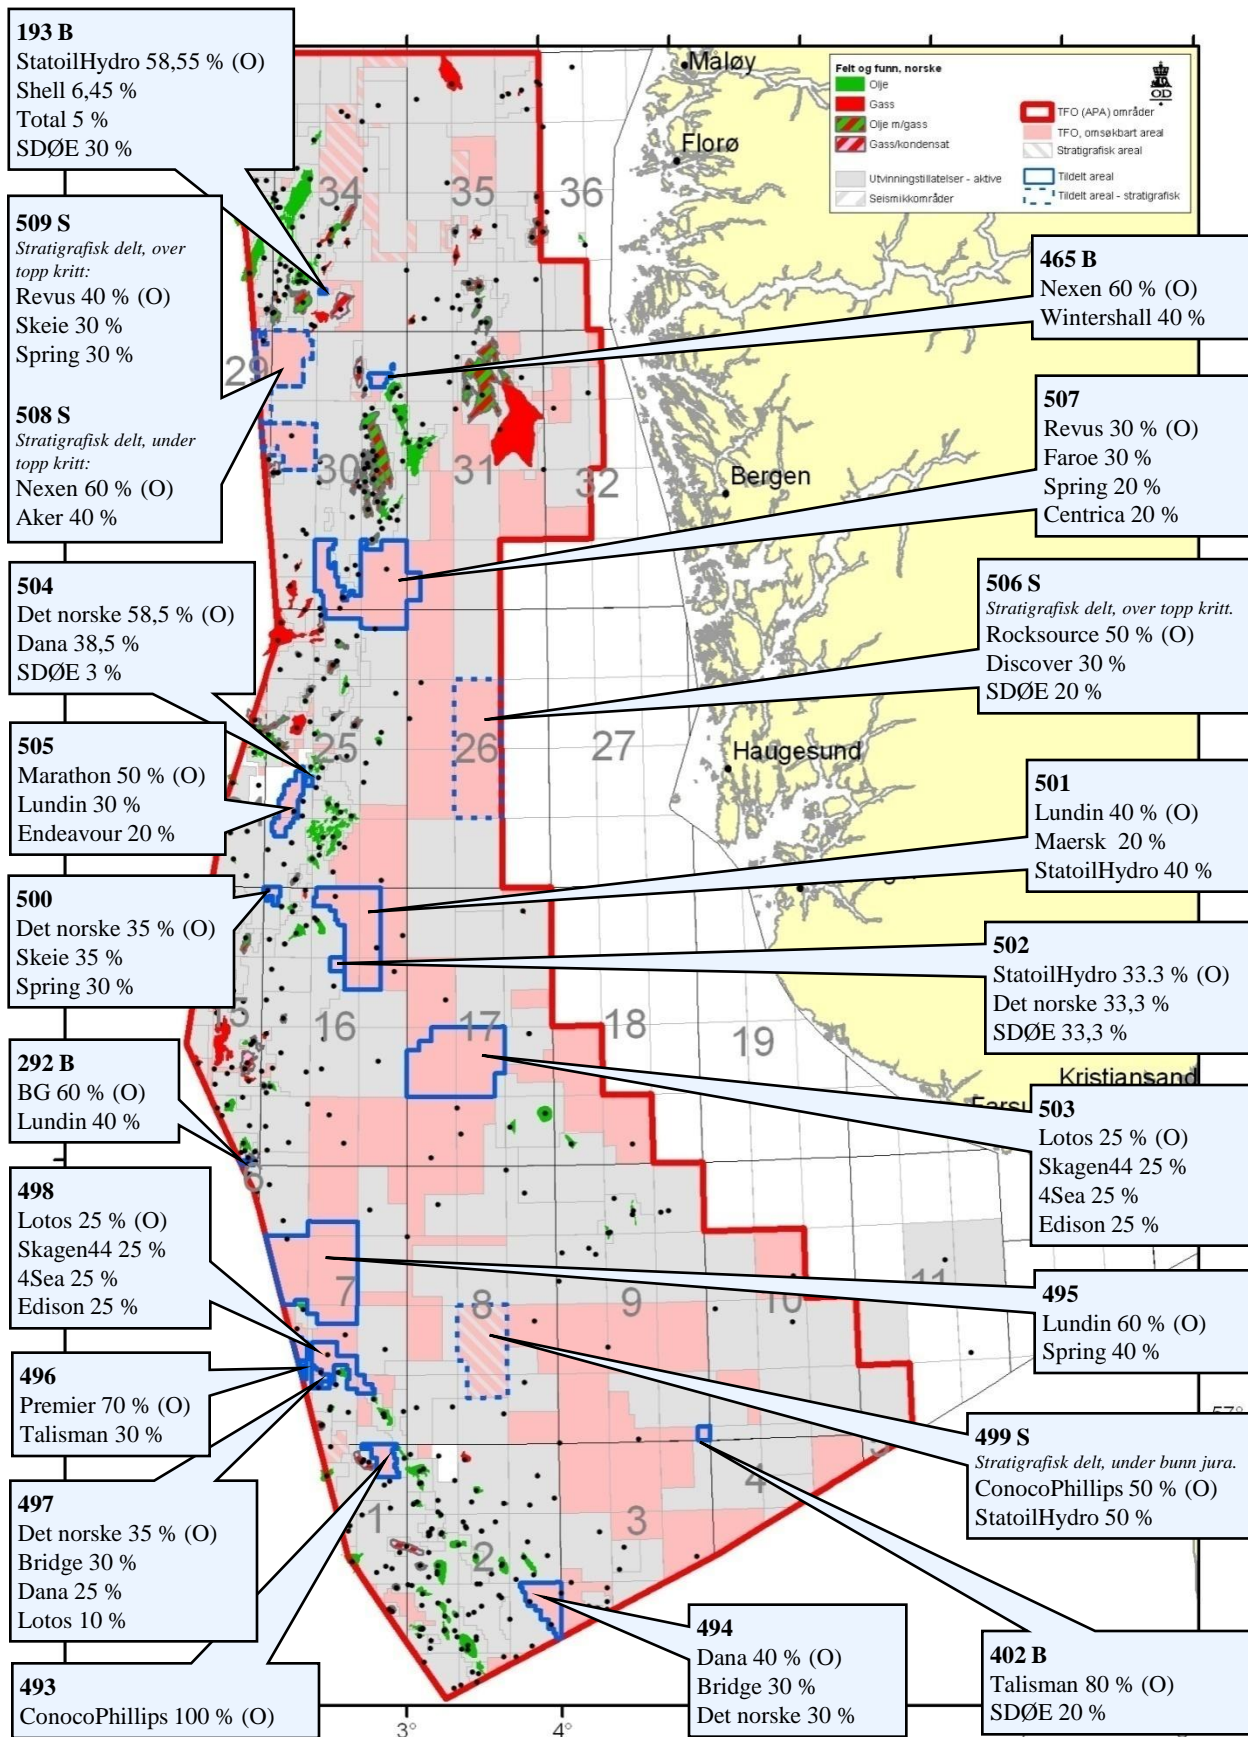 193 B
StatoilHydro 58,55 % (O)
Shell 6,45 %
Total 5 %
SDØE 30 %
509 S
Stratigrafisk delt, over
topp kritt:
Revus 40 % (O)
Skeie 30 %
Spring 30 %
508 S
Stratigrafisk delt, under
topp kritt:
Nexen 60 % (O)
Aker 40 %
504
Det norske 58,5 % (O)
Dana 38,5 %
SDØE 3 %
505
Marathon 50 % (O)
Lundin 30 %
Endeavour 20 %
500
Det norske 35 % (O)
Skeie 35 %
Spring 30 %
292 B
BG 60 % (O)
Lundin 40 %
498
Lotos 25 % (O)
Skagen44 25 %
4Sea 25 %
Edison 25 %
496
Premier 70 % (O)
Talisman 30 %
497
Det norske 35 % (O)
Bridge 30 %
Dana 25 %
Lotos 10 %
493
ConocoPhillips 100 % (O)
Felt og funn, norske
Olje
Gass
Olje m/gass
Gass/kondensat
Utvinningstillatelser - aktive
Seismikkområder
OD
TFO (APA) områder
TFO, omsøkbart areal
Stratigrafisk areal
Tildelt areal
Tildelt areal - stratigrafisk
Måløy
Florø
Bergen
Haugesund
Kristiansand
34
35
36
29
30
31
32
25
26
27
16
17
18
19
7
8
9
10
11
1
2
3
4
3°
4°
57°
465 B
Nexen 60 % (O)
Wintershall 40 %
507
Revus 30 % (O)
Faroe 30 %
Spring 20 %
Centrica 20 %
506 S
Stratigrafisk delt, over topp kritt.
Rocksource 50 % (O)
Discover 30 %
SDØE 20 %
501
Lundin 40 % (O)
Maersk 20 %
StatoilHydro 40 %
502
StatoilHydro 33.3 % (O)
Det norske 33,3 %
SDØE 33,3 %
503
Lotos 25 % (O)
Skagen44 25 %
4Sea 25 %
Edison 25 %
495
Lundin 60 % (O)
Spring 40 %
499 S
Stratigrafisk delt, under bunn jura.
ConocoPhillips 50 % (O)
StatoilHydro 50 %
494
Dana 40 % (O)
Bridge 30 %
Det norske 30 %
402 B
Talisman 80 % (O)
SDØE 20 %